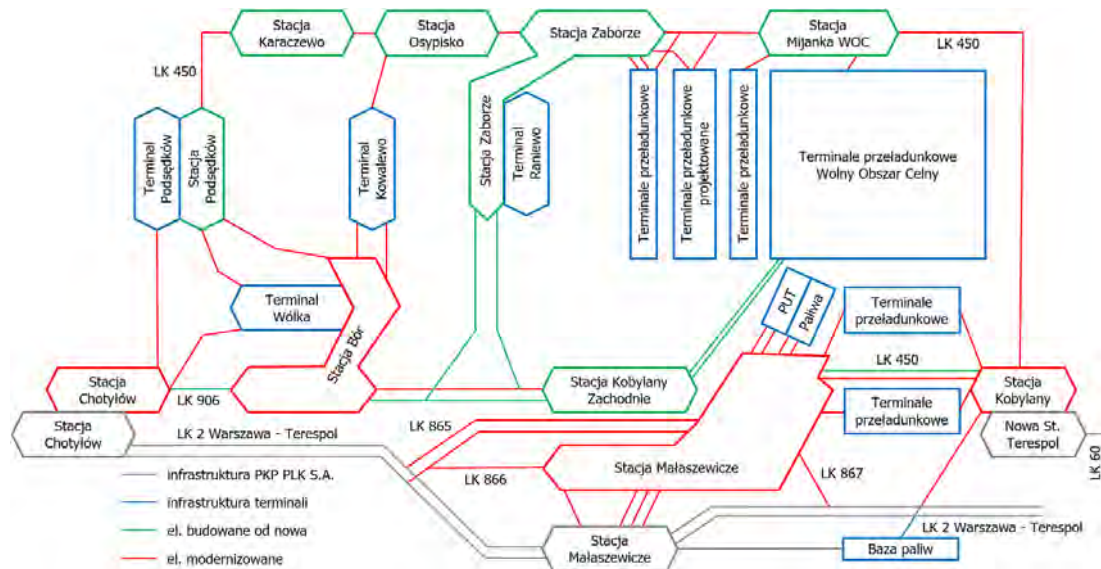 Stacja
Karaczewo
Stacja
Osypisko
Stacja Zabórze
Stacja
Mijanka WOC
LK 450
LK 450
Terminal
Podsędków
Stacja
Podsędków
Terminal
Kowalewo
Stacja Zaborze
Terminal
Raniewo
Terminale przeładunkowe
Terminale przeładunkowe
projektowane
Terminale przeładunkowe
Terminale przeładunkowe
Wolny Obszar Celny
Terminal
Wólka
Stacja Bór
PUT
Paliwa
Terminale
przeładunkowe
Stacja
Chotyłów
LK 906
Stacja Kobylany
Zachodnie
LK 450
Stacja
Kobylany
Stacja
Chotyłów
LK 2 Warszawa - Terespol
LK 865
Terminale
przeładunkowe
Nowa St.
Terespol
LK 60
infrastruktura PKP PLK S.A.
LK 866
Stacja Małaszewicze
LK 867
infrastruktura terminali
el. budowane od nowa
LK 2 Warszawa - Terespol
el. modernizowane
Stacja
Małaszewicze
Baza paliw